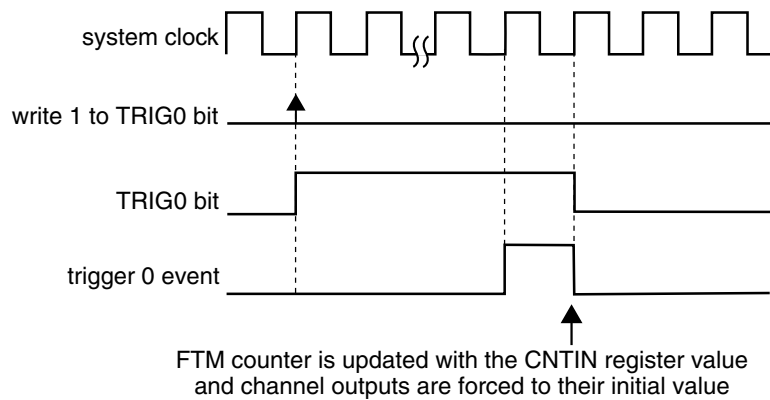 system clock
write 1 to TRIG0 bit
TRIG0 bit
trigger 0 event
FTM counter is updated with the CNTIN register value
and channel outputs are forced to their initial value